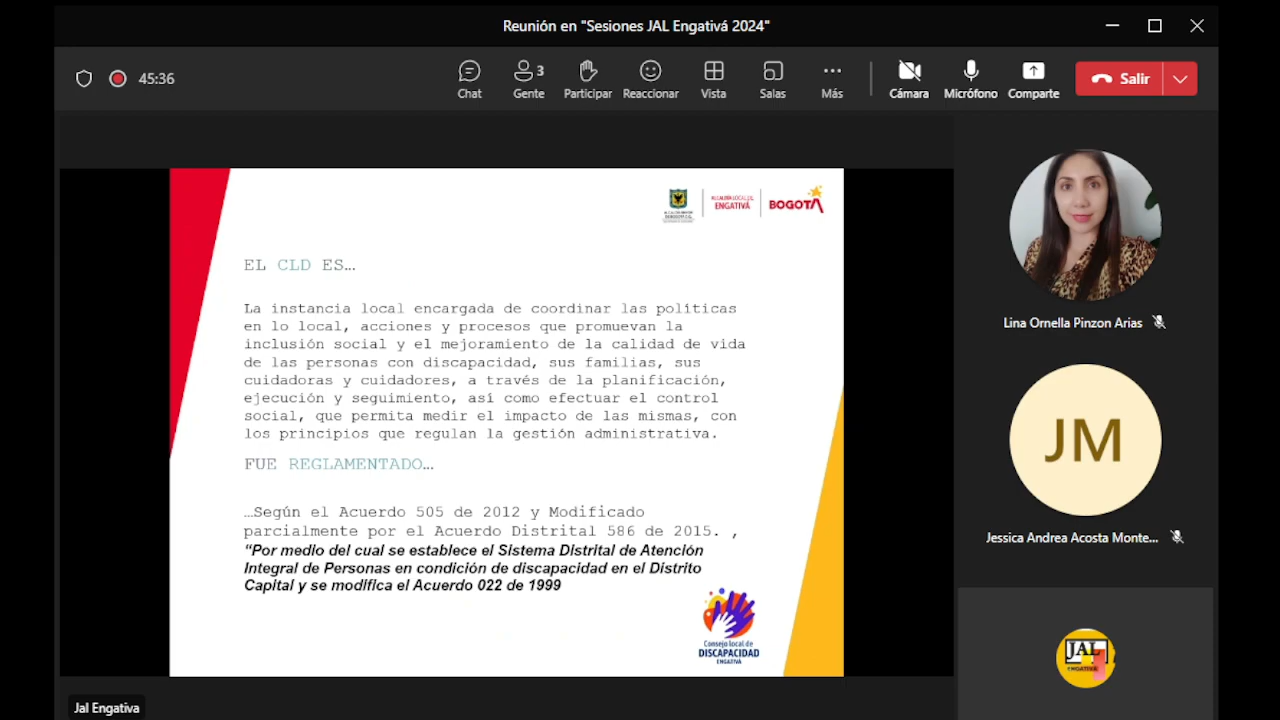 Reunión en "Sesiones JAL Engativá 2024"
45:36
Chat
Gente
3
Participar
Reaccionar
Vista
Salas
Más
Cámara
Micrófono
Comparte
Salir
ALCALDÍA LOCAL DE
ENGATIVÁ
BOGOTÁ
EL CLD ES…
La instancia local encargada de coordinar las políticas
en lo local, acciones y procesos que promuevan la
inclusión social y el mejoramiento de la calidad de vida
de las personas con discapacidad, sus familias, sus
cuidadoras y cuidadores, a través de la planificación,
ejecución y seguimiento, así como efectuar el control
social, que permita medir el impacto de las mismas, con
los principios que regulan la gestión administrativa.
FUE REGLAMENTADO…
…Según el Acuerdo 505 de 2012 y Modificado
parcialmente por el Acuerdo Distrital 586 de 2015. ,
“Por medio del cual se establece el Sistema Distrital de Atención
Integral de Personas en condición de discapacidad en el Distrito
Capital y se modifica el Acuerdo 022 de 1999
Consejo local de
DISCAPACIDAD
ENGATIVÁ
Lina Ornella Pinzon Arias
JM
Jessica Andrea Acosta Monte...
JAL
ENGATIVÁ
Jal Engativa